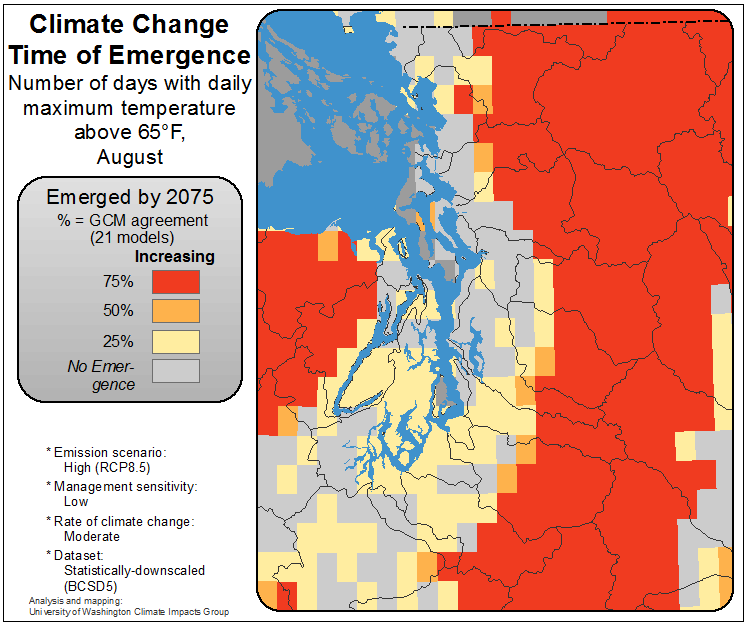 Climate Change
Time of Emergence
Number of days with daily
maximum temperature
above 65°F,
August
Emerged by 2075
% = GCM agreement
(21 models)
Increasing
75%
50%
25%
No Emer-
gence
* Emission scenario:
High (RCP8.5)
* Management sensitivity:
Low
* Rate of climate change:
Moderate
* Dataset:
Statistically-downscaled
(BCSD5)
Analysis and mapping:
University of Washington Climate Impacts Group